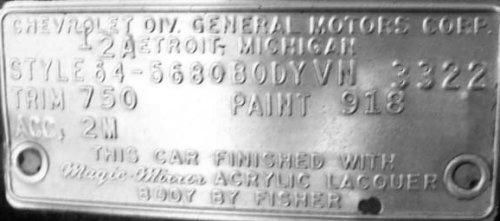 CHEVROLET DIV. GENERAL MOTORS CORP.
12A
DETROIT, MICHIGAN
STYLE 64-5680 BODY VN 3322
TRIM 750 PAINT 918
ACC. 2M
THIS CAR FINISHED WITH
Magic-Mirror ACRYLIC LACQUER
BODY BY FISHER